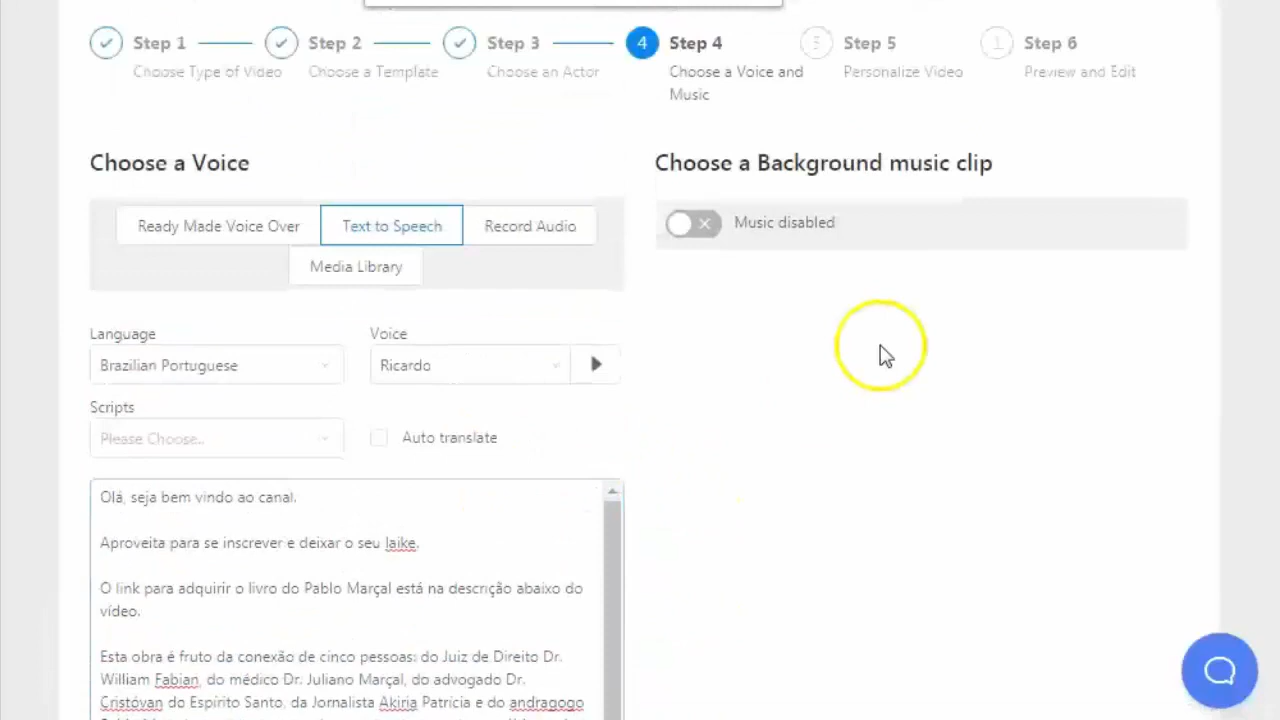 Step 1
Step 2
Step 3
4 Step 4
Step 5
Step 6
Choose Type of Video
Choose a Template
Choose an Actor
Choose a Voice and
Music
Personalize Video
Preview and Edit
Choose a Voice
Choose a Background music clip
Ready Made Voice Over
Text to Speech
Record Audio
Media Library
Music disabled
Language
Voice
Brazilian Portuguese
Ricardo
Scripts
Please Choose..
Auto translate
Olá, seja bem vindo ao canal.
Aproveita para se inscrever e deixar o seu laike.
O link para adquirir o livro do Pablo Marçal está na descrição abaixo do
vídeo.
Esta obra é fruto da conexão de cinco pessoas: do Juiz de Direito Dr.
William Fabian, do médico Dr. Juliano Marçal, do advogado Dr.
Cristóvan do Espírito Santo, da Jornalista Akiria Patrícia e do andragogo